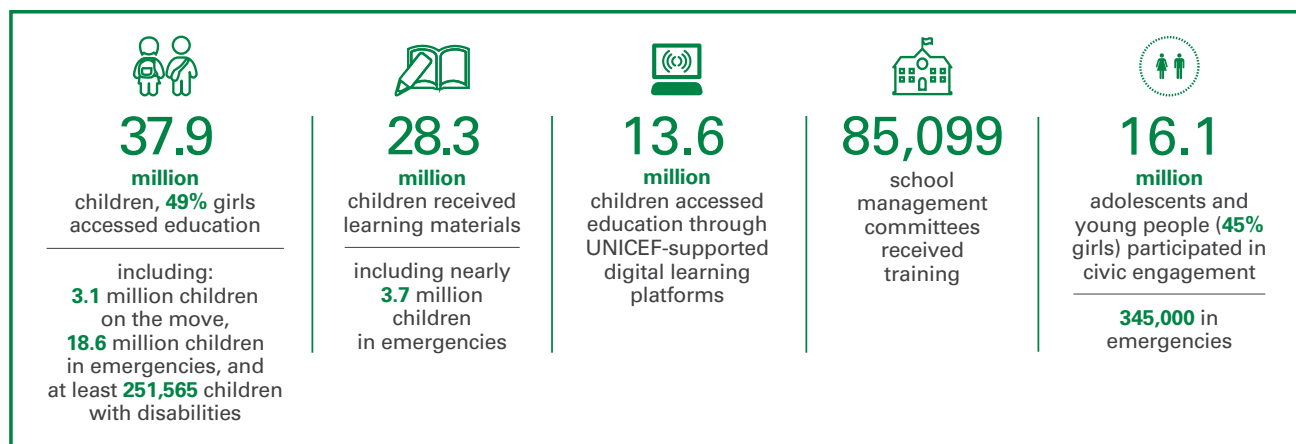 37.9
million
children, 49% girls
accessed education
including:
3.1 million children
on the move,
18.6 million children
in emergencies, and
at least 251,565 children
with disabilities
28.3
million
children received
learning materials
including nearly
3.7 million
children
in emergencies
13.6
million
children accessed
education through
UNICEF-supported
digital learning
platforms
85,099
school
management
committees
received
training
16.1
million
adolescents and
young people (45%
girls) participated in
civic engagement
345,000 in
emergencies